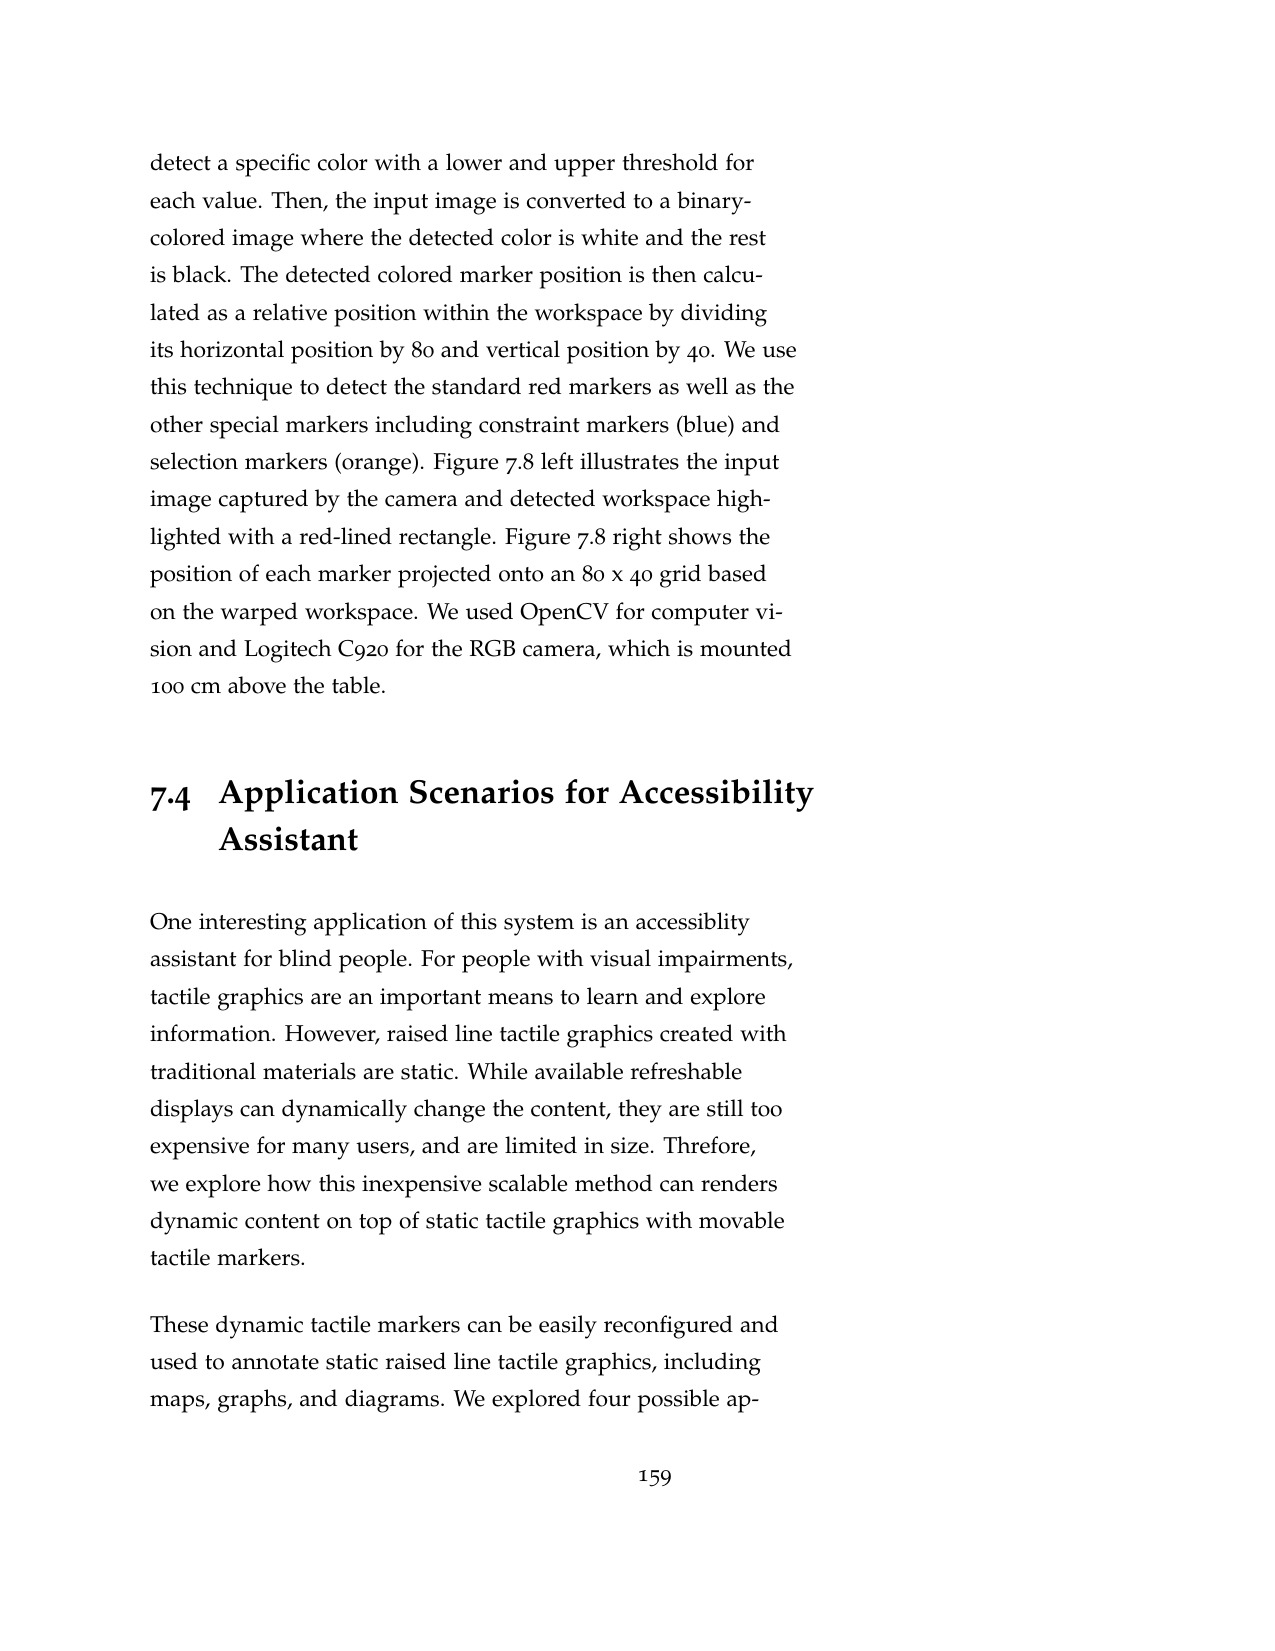 detect a specific color with a lower and upper threshold for
each value. Then, the input image is converted to a binary-
colored image where the detected color is white and the rest
is black. The detected colored marker position is then calcu-
lated as a relative position within the workspace by dividing
its horizontal position by 80 and vertical position by 40. We use
this technique to detect the standard red markers as well as the
other special markers including constraint markers (blue) and
selection markers (orange). Figure 7.8 left illustrates the input
image captured by the camera and detected workspace high-
lighted with a red-lined rectangle. Figure 7.8 right shows the
position of each marker projected onto an 80 x 40 grid based
on the warped workspace. We used OpenCV for computer vi-
sion and Logitech C920 for the RGB camera, which is mounted
100 cm above the table.
7.4 Application Scenarios for Accessibility
Assistant
One interesting application of this system is an accessiblity
assistant for blind people. For people with visual impairments,
tactile graphics are an important means to learn and explore
information. However, raised line tactile graphics created with
traditional materials are static. While available refreshable
displays can dynamically change the content, they are still too
expensive for many users, and are limited in size. Threfore,
we explore how this inexpensive scalable method can renders
dynamic content on top of static tactile graphics with movable
tactile markers.
These dynamic tactile markers can be easily reconfigured and
used to annotate static raised line tactile graphics, including
maps, graphs, and diagrams. We explored four possible ap-
159